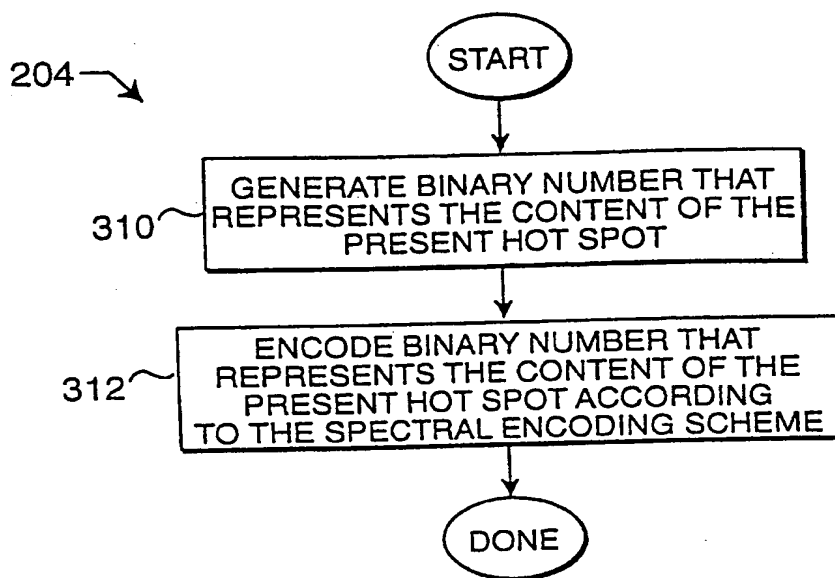 204
START
310
GENERATE BINARY NUMBER THAT
REPRESENTS THE CONTENT OF THE
PRESENT HOT SPOT
312
ENCODE BINARY NUMBER THAT
REPRESENTS THE CONTENT OF THE
PRESENT HOT SPOT ACCORDING
TO THE SPECTRAL ENCODING SCHEME
DONE